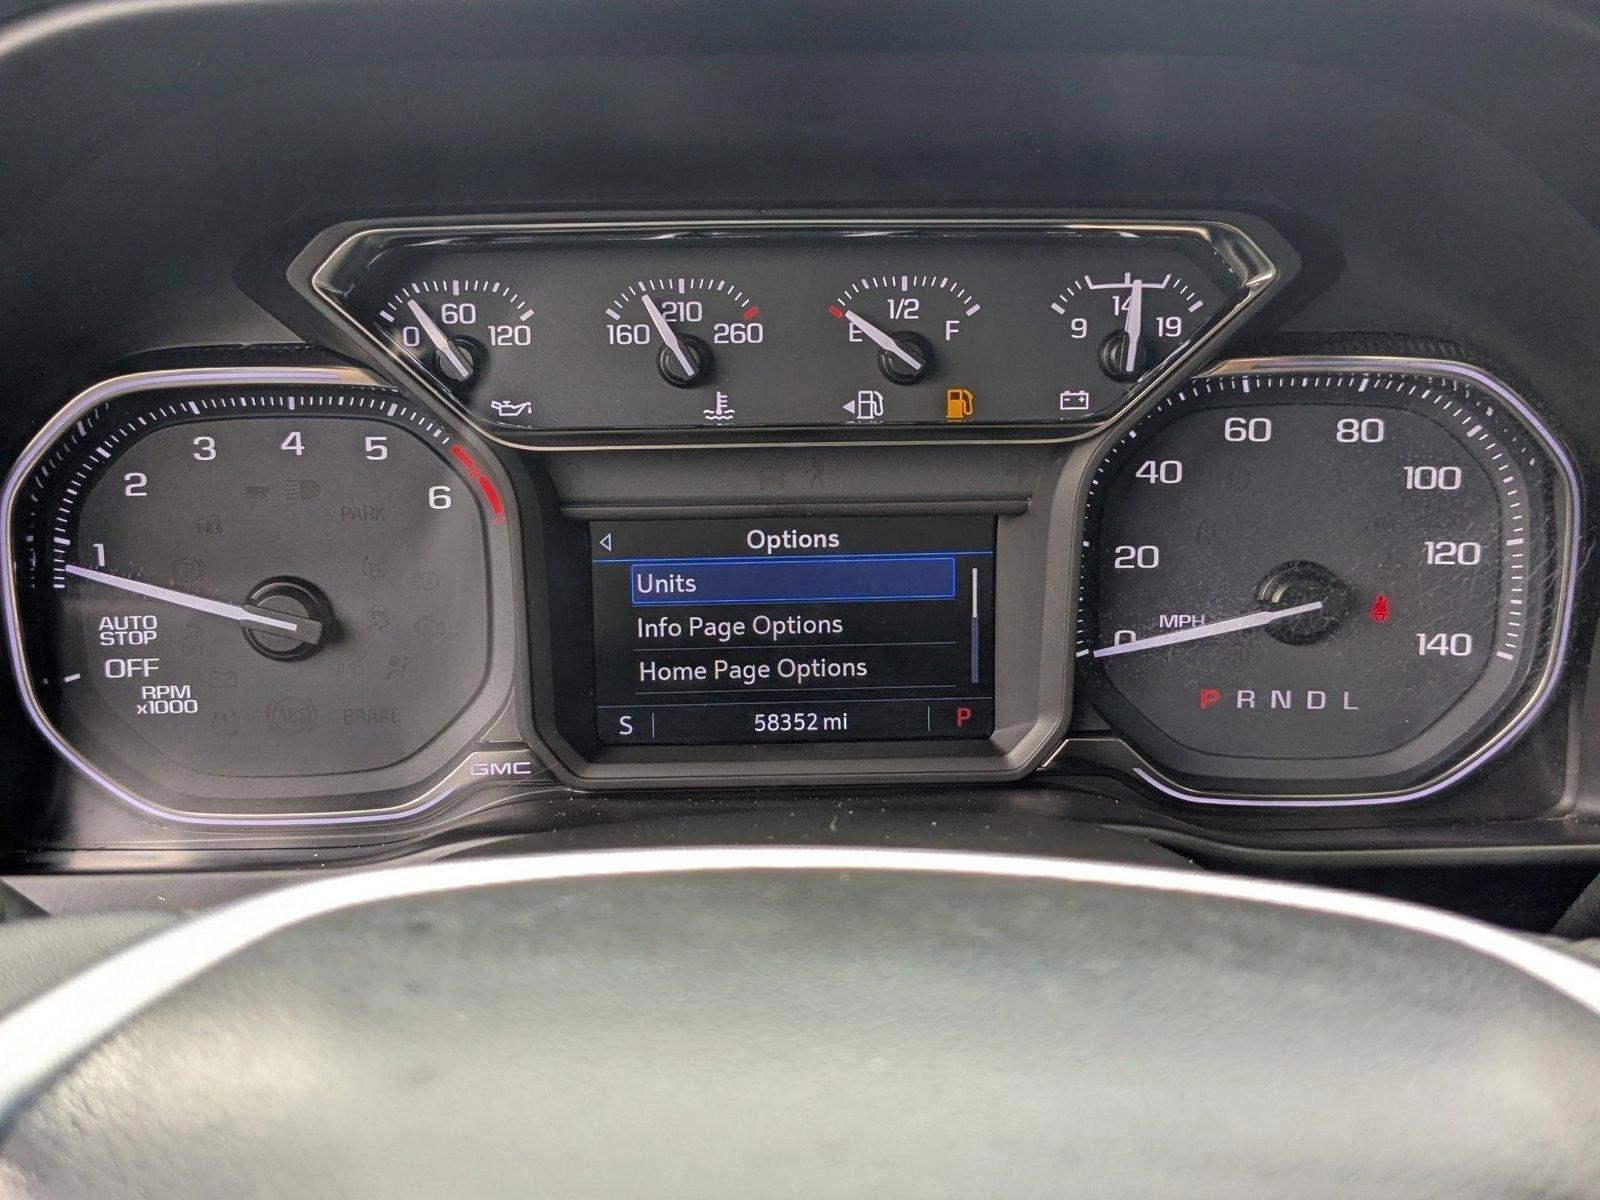 60
0 120
210
160 260
1/2
E F
14
9 19
4
3 5
2 6
1
AUTO
STOP
OFF
RPM
x1000
PARK
ABS
BRAKE
GMC
Options
Units
Info Page Options
Home Page Options
S 58352 mi P
60 80
40 100
20 120
MPH
0 140
P R N D L